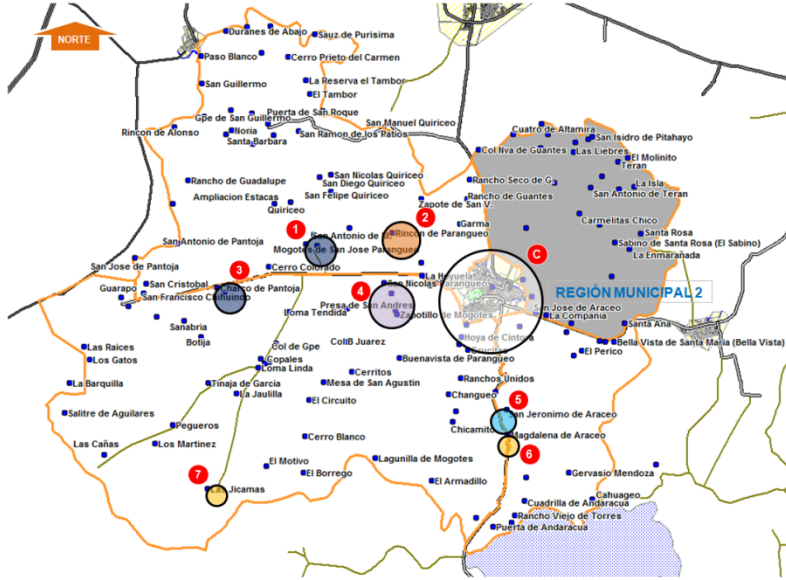 NORTE
Duranes de Abajo
Sauz de Purisima
Paso Blanco
Cerro Prieto del Carmen
San Guillermo
La Reserva el Tambor
El Tambor
Gpe de San Guillermo
Puerta de San Roque
Rincon de Alonso
Noria
San Ramon de los Patios
San Manuel Quiriceo
Santa Barbara
Cuatro de Altamira
San Isidro de Pitahayo
Col Nva de Guantes
Las Liebres
El Molinito
Teran
San Nicolas Quiriceo
Rancho de Guadalupe
San Diego Quiriceo
Rancho Seco de G.
La Isla
San Antonio de Teran
Ampliacion Estacas
San Felipe Quiriceo
Zapote de San V.
Rancho de Guantes
Quiriceo
2
Garma
Carmelitas Chico
1
San Antonio de M.
Rincon de Parangueo
Santa Rosa
San Antonio de Pantoja
Mogotes de San Jose Parangueo
Sabino de Santa Rosa (El Sabino)
C
La Enmarañada
San Jose de Pantoja
3
Cerro Colorado
La Hoyuela
San Cristobal
Charco de Pantoja
4
San Nicolas Parangueo
REGIÓN MUNICIPAL 2
Guarapo
San Francisco Chihuindo
Loma Tendida
Presa de San Andres
Zapotillo de Mogotes
San Jose de Araceo
La Compañia
Sanabria
Santa Ana
Botija
Hoya de Cintora
Las Raices
Col de Gpe
Col B Juarez
Crucitas
Bella Vista de Santa Maria (Bella Vista)
Los Gatos
Copales
Buenavista de Parangueo
El Perico
Loma Linda
Cerritos
La Barquilla
Tinaja de Garcia
Mesa de San Agustin
Ranchos Unidos
La Jaulilla
Changueo
5
Salitre de Aguilares
El Circuito
San Jeronimo de Araceo
Pegueros
Chicamito
Las Cañas
Los Martinez
Cerro Blanco
Magdalena de Araceo
6
7
El Motivo
El Borrego
Lagunilla de Mogotes
Gervasio Mendoza
Las Jicamas
El Armadillo
Cahuageo
Cuadrilla de Andaracua
Rancho Viejo de Torres
Puerta de Andaracua